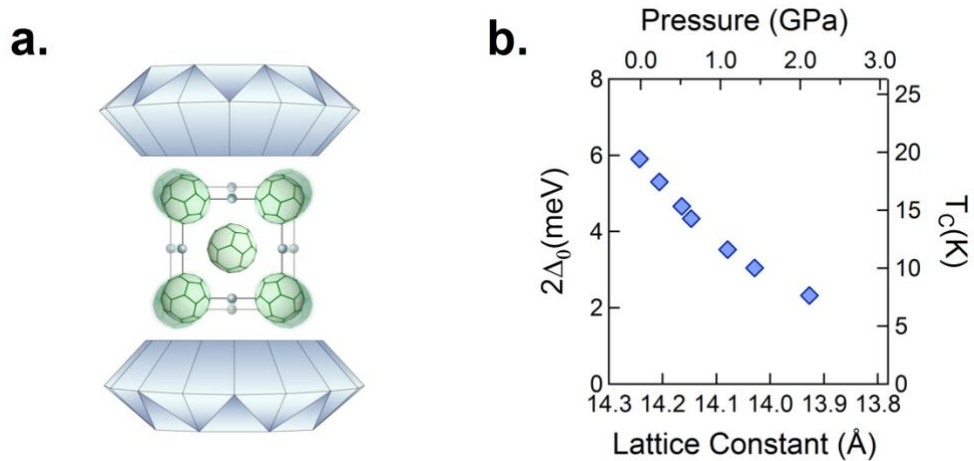 a.
b.
Pressure (GPa)
0.0 1.0 2.0 3.0
8
6
4
2
0
2Δ₀(meV)
25
20
15
10
5
0
T_C(K)
14.3 14.2 14.1 14.0 13.9 13.8
Lattice Constant (Å)